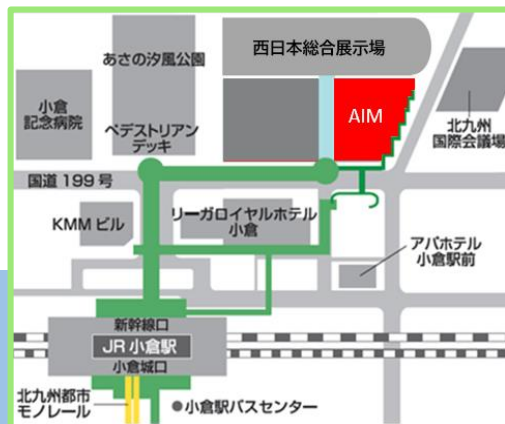 あさの汐風公園
西日本総合展示場
小倉
記念病院
ペデストリアン
デッキ
AIM
北九州
国際会議場
国道199号
KMMビル
リーガロイヤルホテル
小倉
アパホテル
小倉駅前
新幹線口
JR小倉駅
小倉城口
北九州都市
モノレール
●小倉駅バスセンター